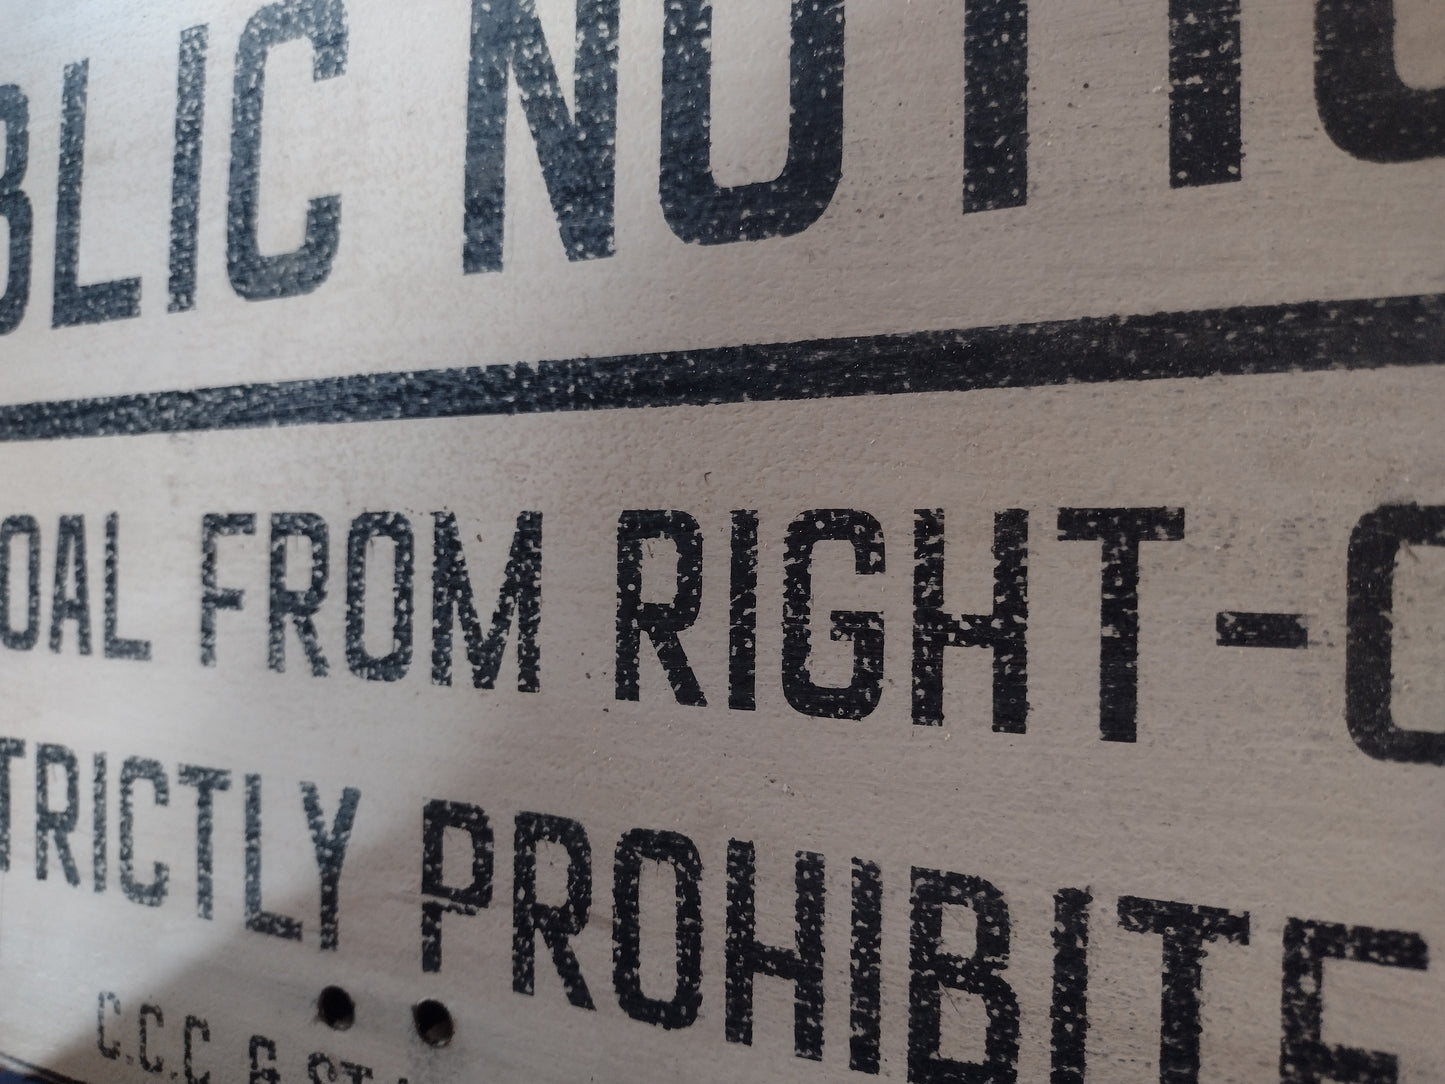 BLIC NOTIC
OAL FROM RIGHT-O
TRICTLY PROHIBITE
C.C.C. & ST.